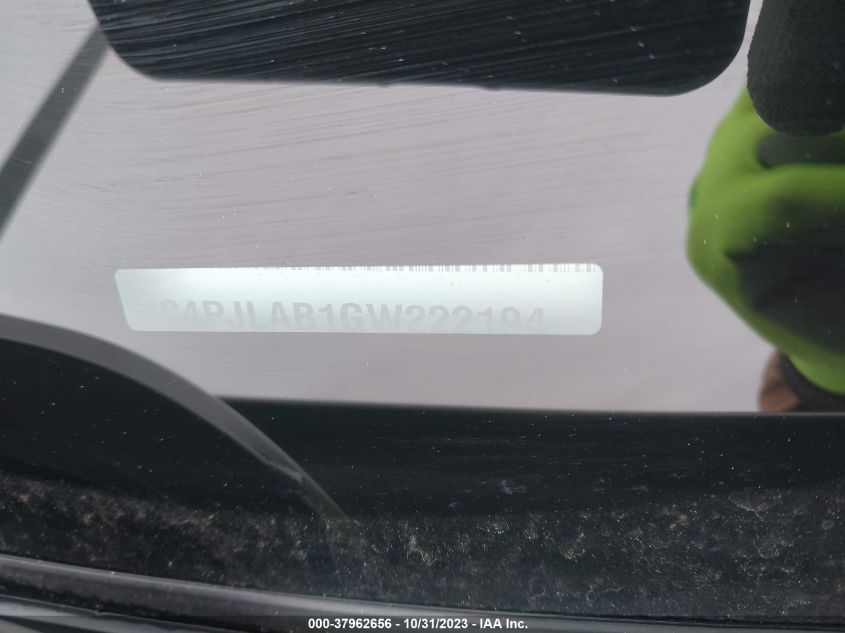 C4PJLAB1GW222194
000-37962656 - 10/31/2023 - IAA Inc.